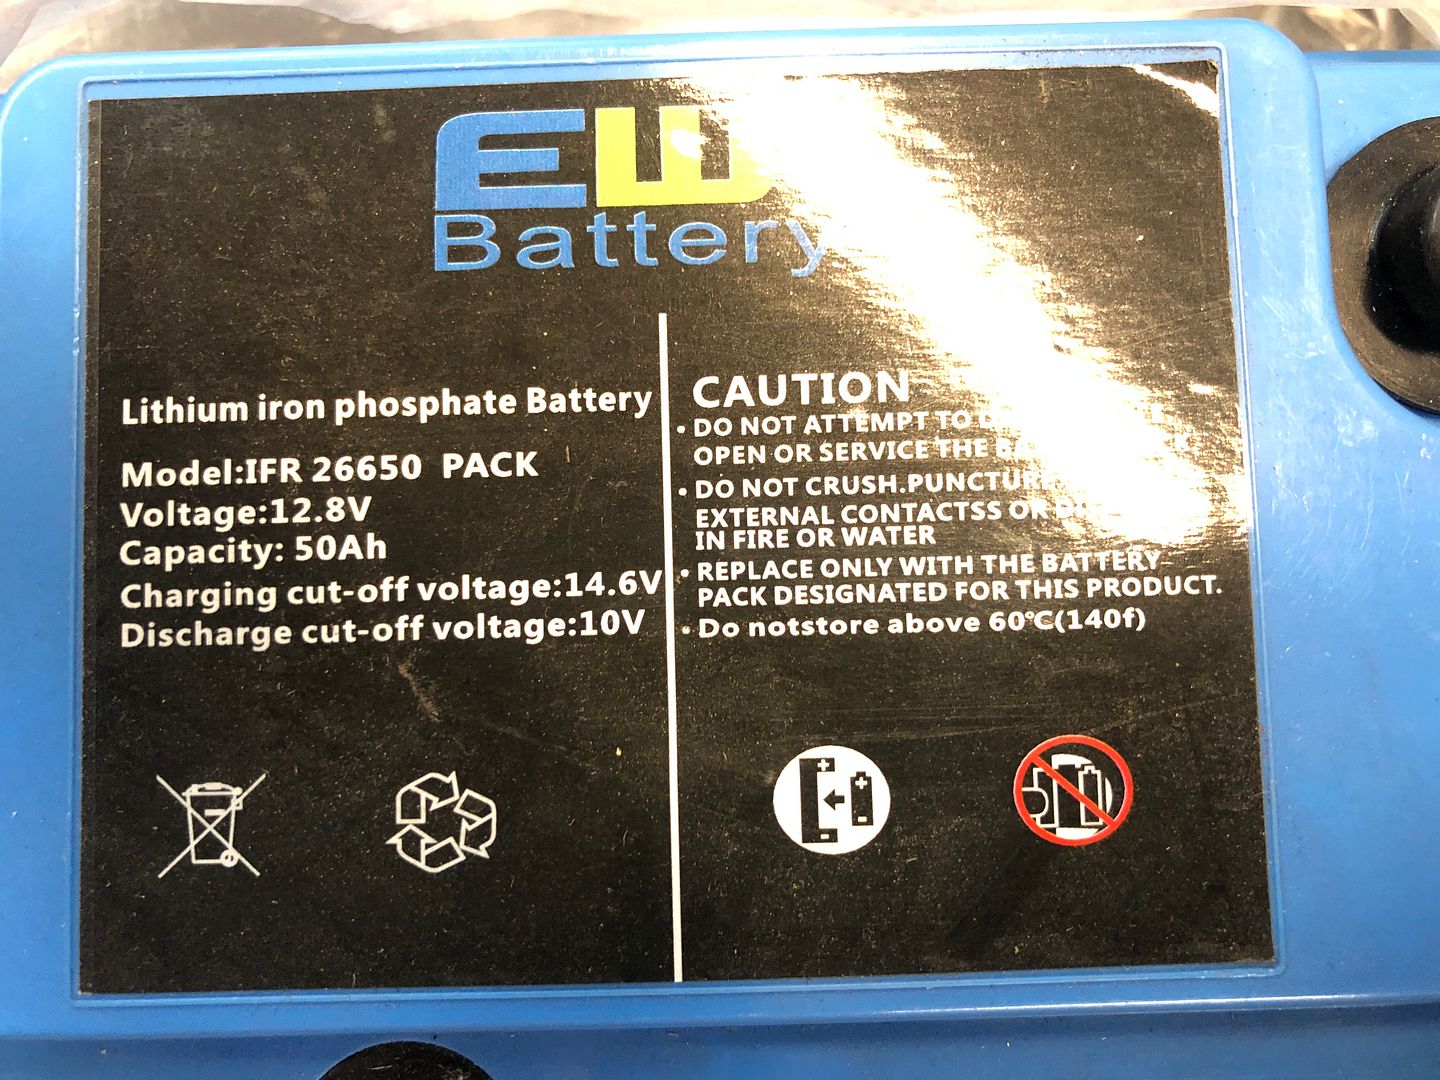 EW
Battery
Lithium iron phosphate Battery
Model:IFR 26650 PACK
Voltage:12.8V
Capacity: 50Ah
Charging cut-off voltage:14.6V
Discharge cut-off voltage:10V
CAUTION
• DO NOT ATTEMPT TO
OPEN OR SERVICE THE
• DO NOT CRUSH.PUNCTURE
EXTERNAL CONTACTSS OR
IN FIRE OR WATER
• REPLACE ONLY WITH THE BATTERY
PACK DESIGNATED FOR THIS PRODUCT.
• Do notstore above 60℃(140f)